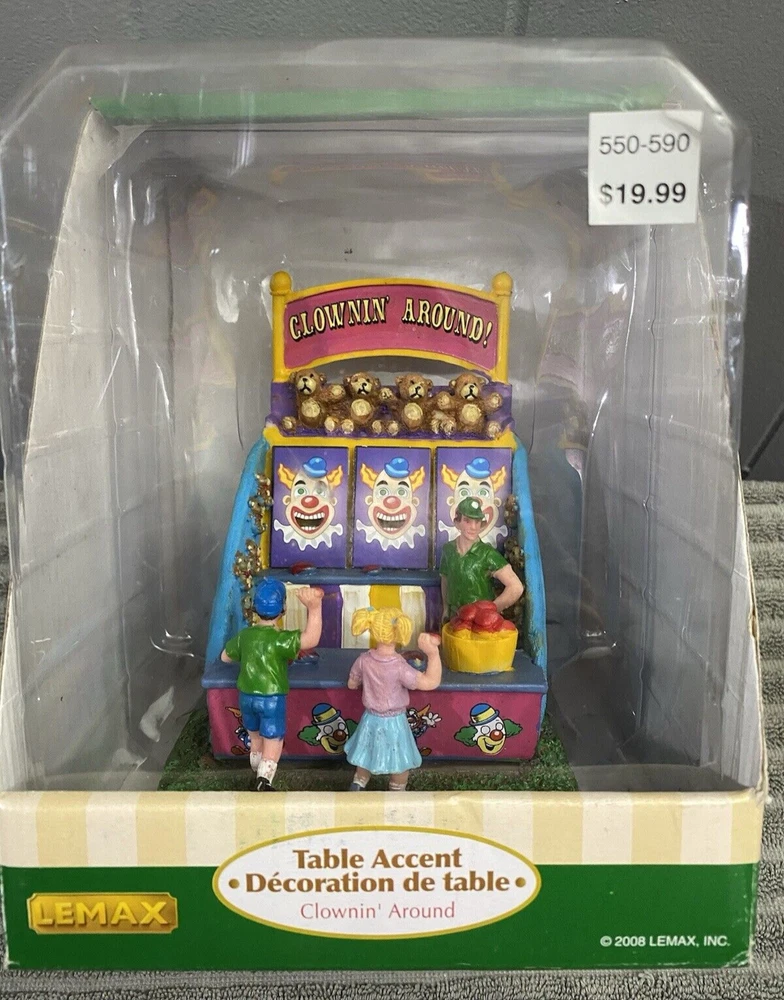 550-590
$19.99
CLOWNIN' AROUND!
Table Accent
• Décoration de table •
Clownin' Around
LEMAX
© 2008 LEMAX, INC.